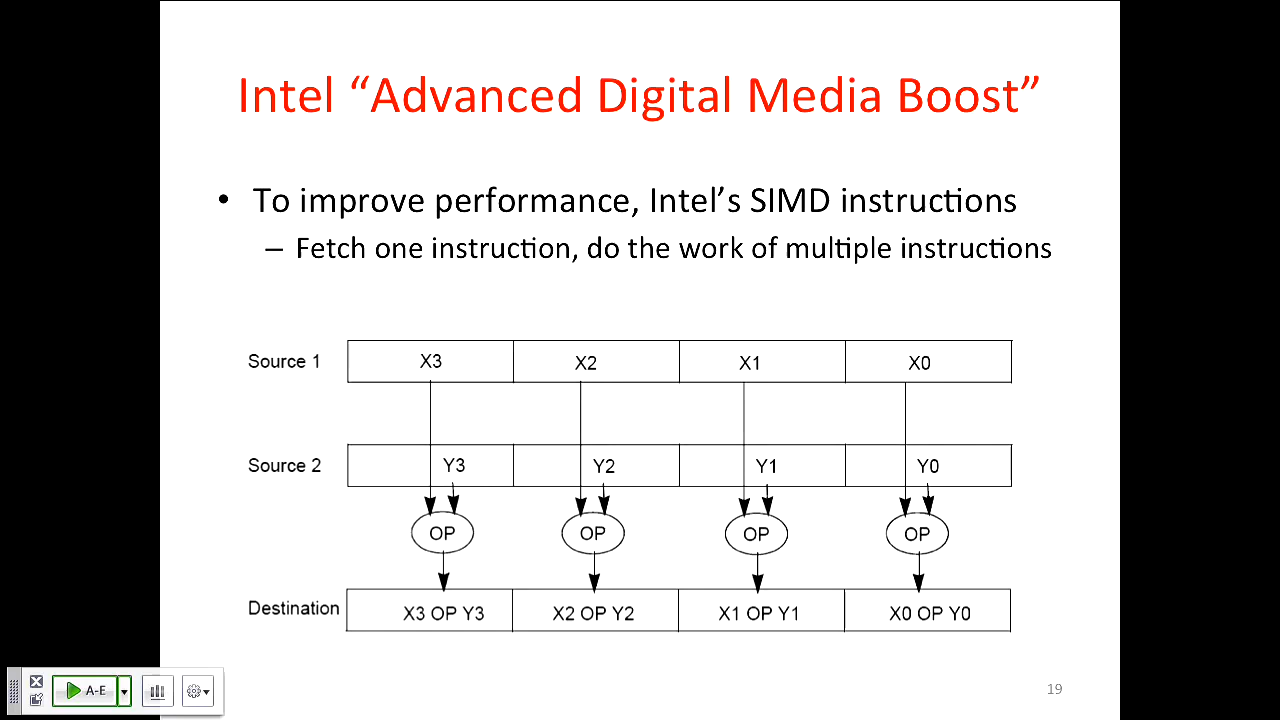 Intel “Advanced Digital Media Boost”
• To improve performance, Intel’s SIMD instructions
– Fetch one instruction, do the work of multiple instructions
Source 1 X3 X2 X1 X0
Source 2 Y3 Y2 Y1 Y0
OP OP OP OP
Destination X3 OP Y3 X2 OP Y2 X1 OP Y1 X0 OP Y0
A-E
19